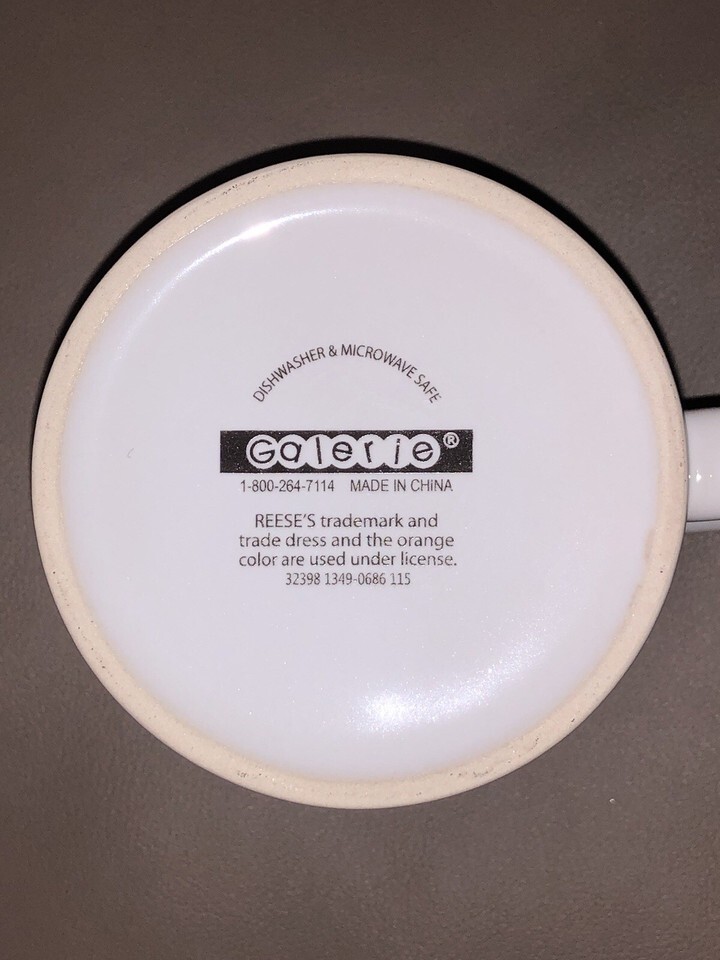 DISHWASHER & MICROWAVE SAFE
Galerie®
1-800-264-7114 MADE IN CHINA
REESE'S trademark and
trade dress and the orange
color are used under license.
32398 1349-0686 115